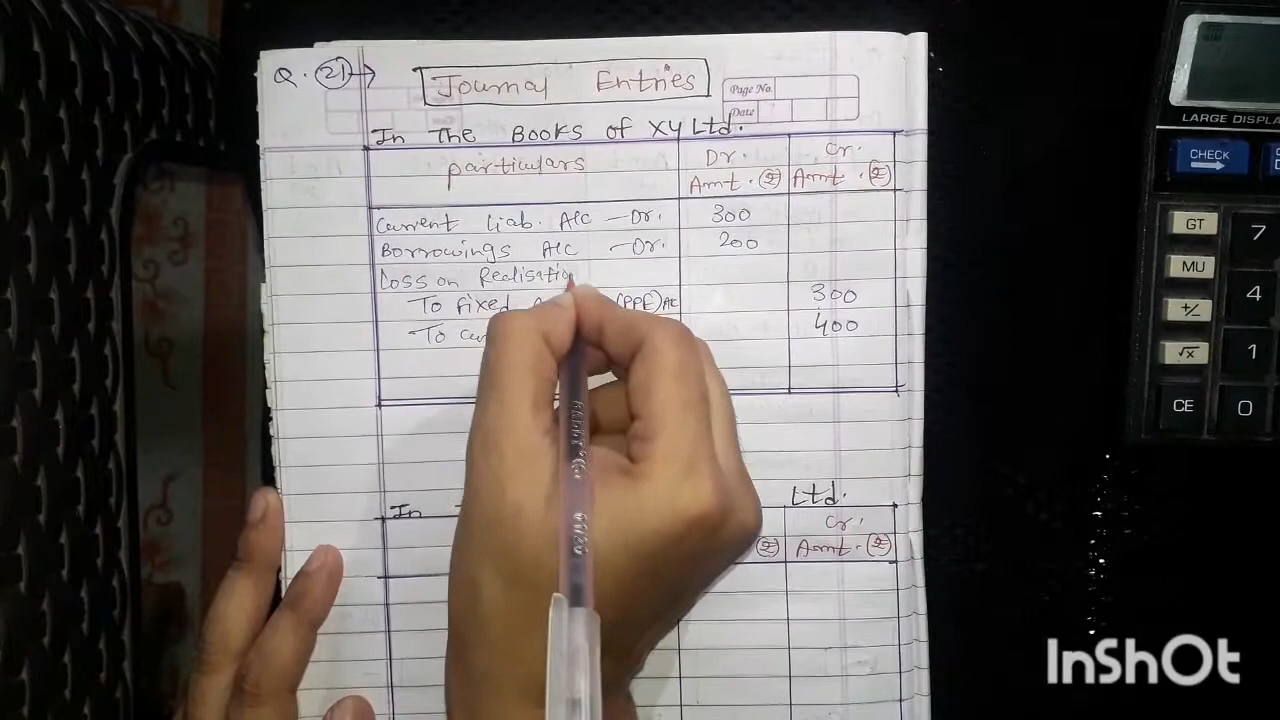 Q. 21 →
Journal Entries
Page No.
Date
In The Books of XY Ltd.
particulars Dr. Amt. (₹) Cr. Amt. (₹)
Current Liab. A/C - Dr. 300
Borrowings A/C - Dr. 200
Loss on Realisatio
To fixed (PPE) A/C 300
To 400
In Ltd.
(₹) Cr. Amt. (₹)
LARGE DISPLA
CHECK
GT
MU
+/-
√x
CE
7
4
1
0
InShOt